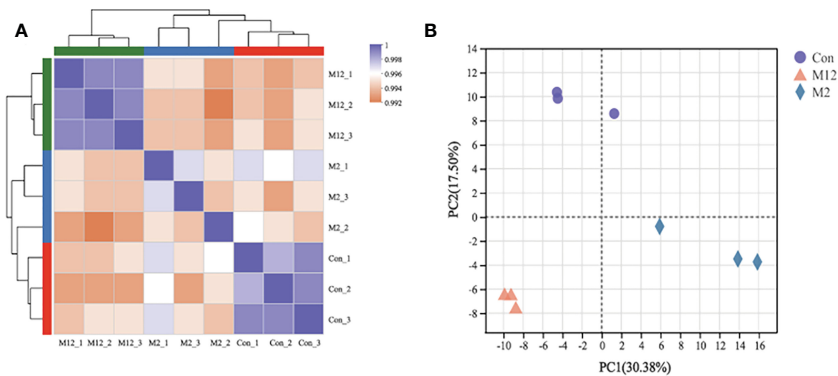 A
1
0.998
0.996
0.994
0.992
M12_1
M12_2
M12_3
M2_1
M2_3
M2_2
Con_1
Con_2
Con_3
M12_1 M12_2 M12_3 M2_1 M2_3 M2_2 Con_1 Con_2 Con_3
B
14
12
10
8
6
4
2
0
-2
-4
-6
-8
PC2(17.50%)
-10 -8 -6 -4 -2 0 2 4 6 8 10 12 14 16
PC1(30.38%)
Con
M12
M2